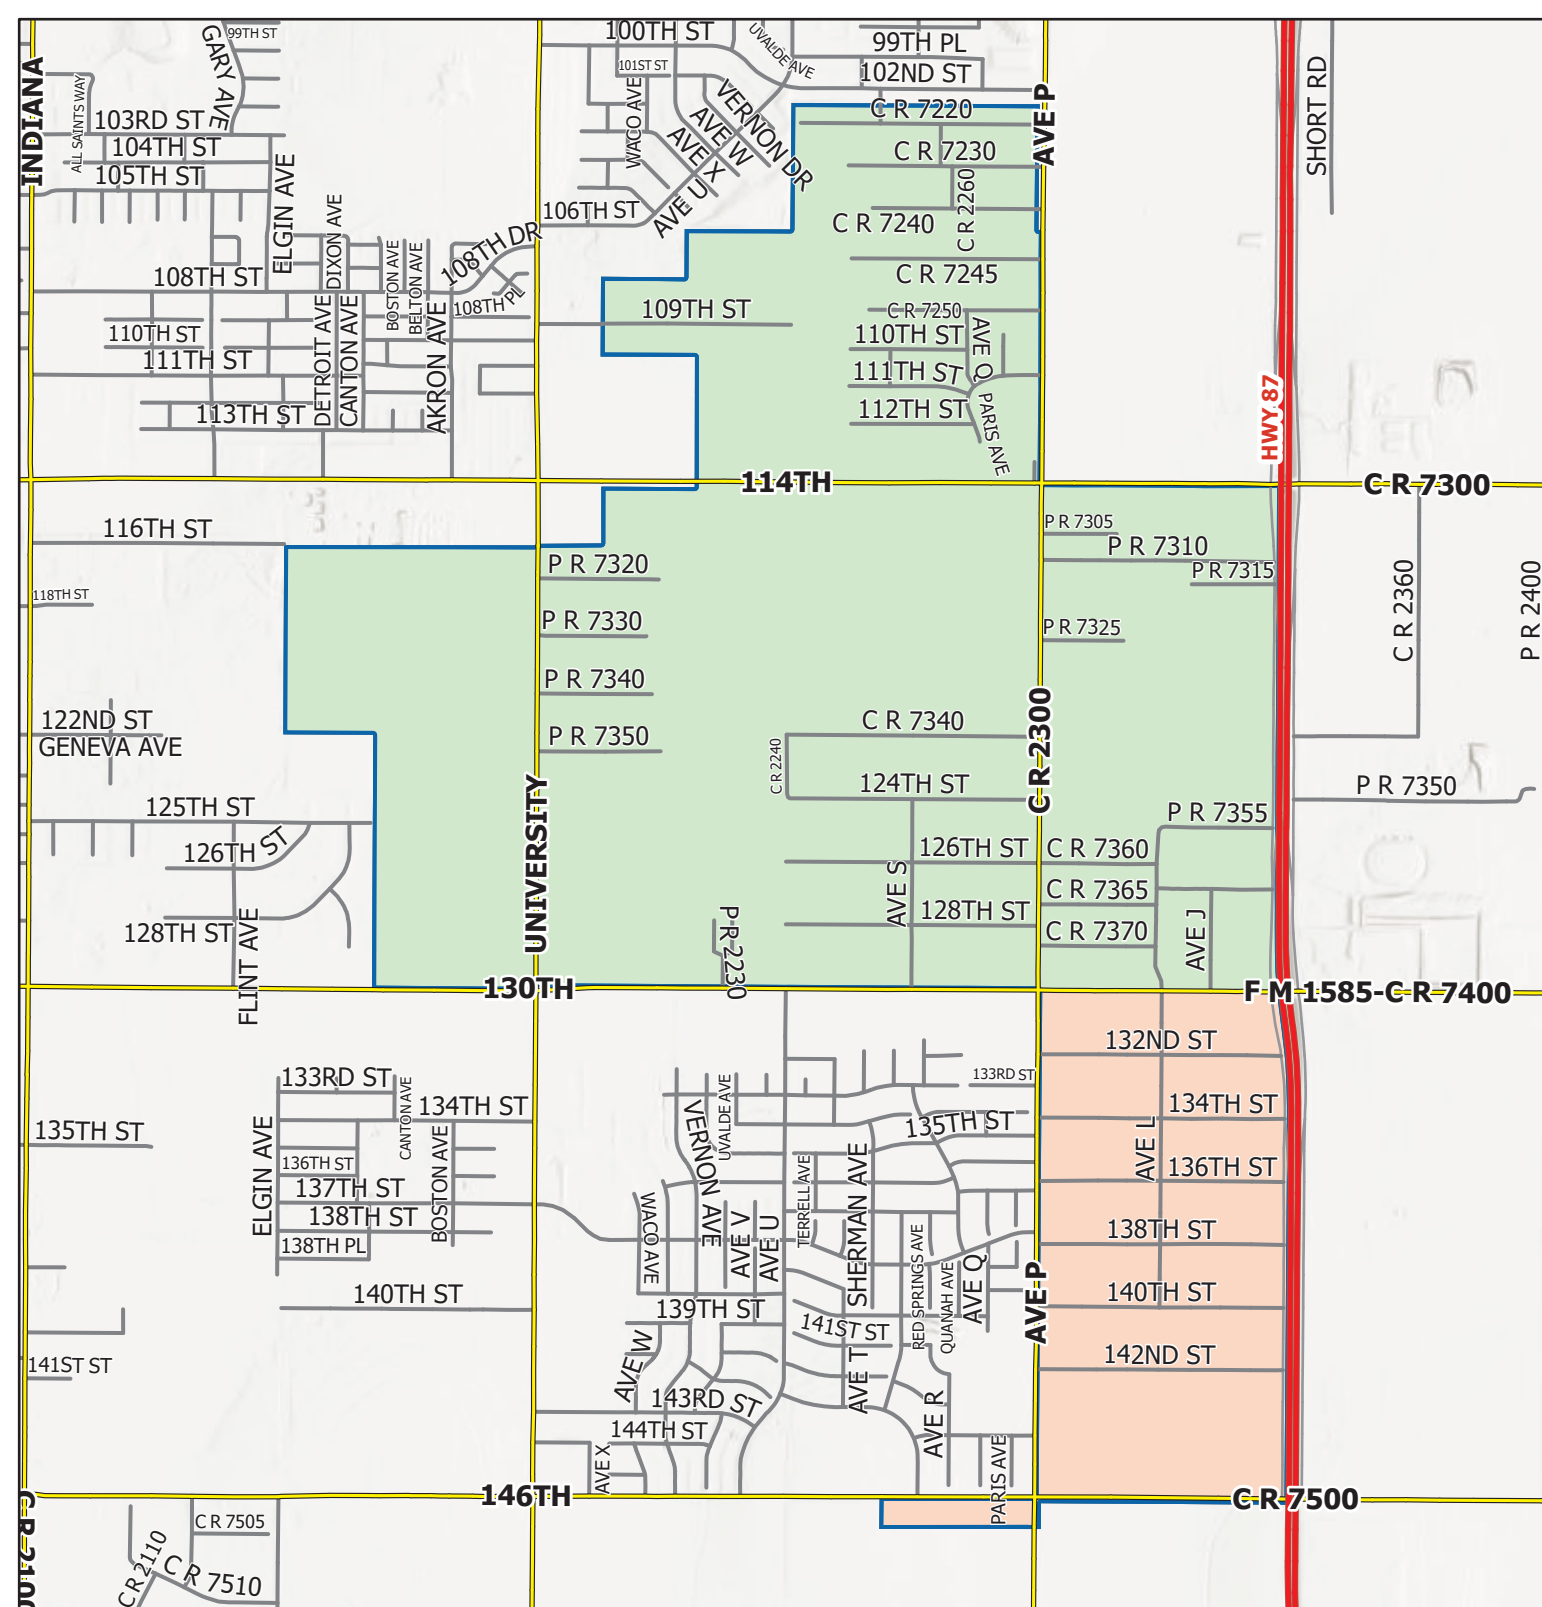 99TH ST
GARY AVE
100TH ST
UVALDE AVE
99TH PL
INDIANA
ALL SAINTS WAY
101ST ST
102ND ST
SHORT RD
WACO AVE
VERNON DR
AVE W
AVE X
AVE U
C R 7220
AVE P
103RD ST
104TH ST
105TH ST
ELGIN AVE
C R 7230
C R 2260
DIXON AVE
106TH ST
C R 7240
BOSTON AVE
BELTON AVE
108TH DR
108TH ST
108TH PL
C R 7245
109TH ST
C R 7250
110TH ST
DETROIT AVE
CANTON AVE
AKRON AVE
110TH ST
AVE Q
111TH ST
111TH ST
113TH ST
112TH ST
PARIS AVE
HWY 87
114TH
C R 7300
116TH ST
P R 7305
P R 7310
P R 7320
P R 7315
118TH ST
P R 7330
P R 7325
C R 2360
P R 2400
P R 7340
122ND ST
GENEVA AVE
P R 7350
C R 7340
C R 2300
C R 2240
124TH ST
P R 7350
125TH ST
UNIVERSITY
P R 7355
126TH ST
126TH ST
C R 7360
AVE S
C R 7365
128TH ST
128TH ST
C R 7370
AVE J
FLINT AVE
P R 2230
130TH
F M 1585-C R 7400
132ND ST
133RD ST
133RD ST
CANTON AVE
134TH ST
UVALDE AVE
134TH ST
135TH ST
135TH ST
ELGIN AVE
BOSTON AVE
VERNON AVE
AVE L
136TH ST
136TH ST
137TH ST
TERRELL AVE
SHERMAN AVE
138TH ST
138TH ST
138TH PL
WACO AVE
AVE V
AVE U
RED SPRINGS AVE
QUANAH AVE
AVE Q
AVE P
140TH ST
140TH ST
139TH ST
141ST ST
141ST ST
142ND ST
AVE W
AVE T
143RD ST
AVE R
144TH ST
AVE X
PARIS AVE
146TH
C R 7500
C R 2100
C R 7505
C R 2110
C R 7510